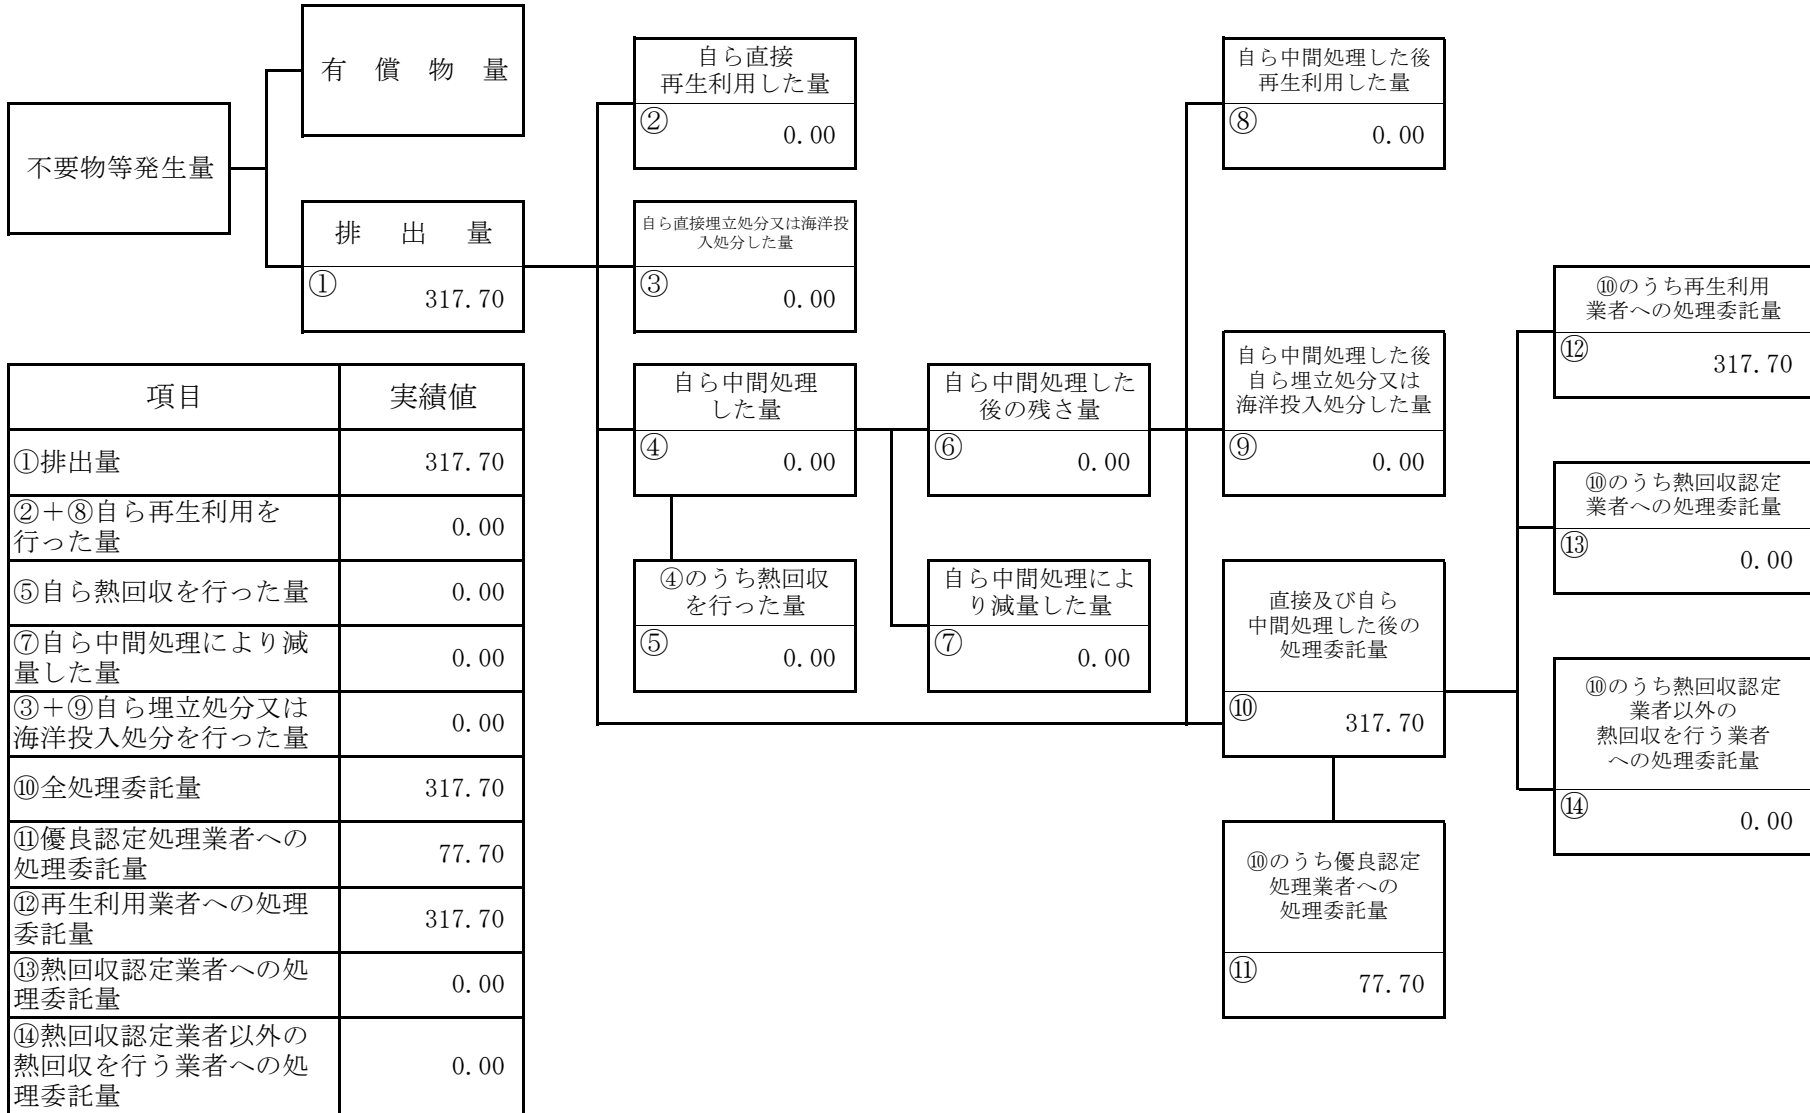 有 償 物 量
不要物等発生量
排 出 量
①
317.70
自ら直接
再生利用した量
②
0.00
自ら直接埋立処分又は海洋投
入処分した量
③
0.00
自ら中間処理
した量
④
0.00
④のうち熱回収
を行った量
⑤
0.00
自ら中間処理した
後の残さ量
⑥
0.00
自ら中間処理によ
り減量した量
⑦
0.00
自ら中間処理した後
再生利用した量
⑧
0.00
自ら中間処理した後
自ら埋立処分又は
海洋投入処分した量
⑨
0.00
直接及び自ら
中間処理した後の
処理委託量
⑩
317.70
⑩のうち優良認定
処理業者への
処理委託量
⑪
77.70
⑩のうち再生利用
業者への処理委託量
⑫
317.70
⑩のうち熱回収認定
業者への処理委託量
⑬
0.00
⑩のうち熱回収認定
業者以外の
熱回収を行う業者
への処理委託量
⑭
0.00
項目 実績値
①排出量 317.70
②+⑧自ら再生利用を
行った量 0.00
⑤自ら熱回収を行った量 0.00
⑦自ら中間処理により減
量した量 0.00
③+⑨自ら埋立処分又は
海洋投入処分を行った量 0.00
⑩全処理委託量 317.70
⑪優良認定処理業者への
処理委託量 77.70
⑫再生利用業者への処理
委託量 317.70
⑬熱回収認定業者への処
理委託量 0.00
⑭熱回収認定業者以外の
熱回収を行う業者への処
理委託量 0.00